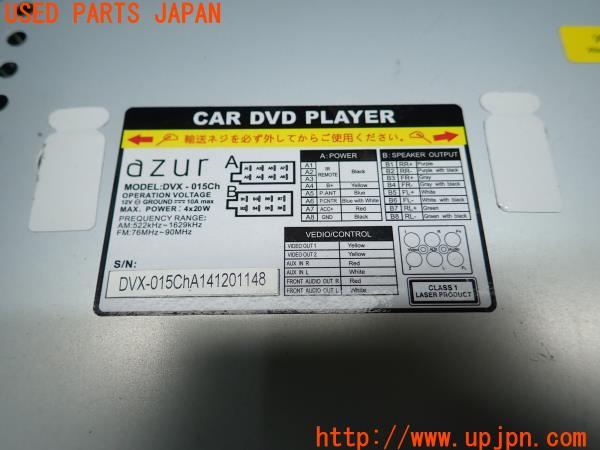 USED PARTS JAPAN
CAR DVD PLAYER
輸送ネジを必ず外してからご使用ください。
azur
MODEL:DVX - 015Ch
OPERATION VOLTAGE
12V ⊖ GROUND ⎓ 10A max
MAX. POWER : 4x20W
FREQUENCY RANGE:
AM:522kHz~1629kHz
FM:76MHz~90MHz
A
B
A: POWER
A1
A2 IR REMOTE Black
A3
A4 B+ Yellow
A5 P.ANT Blue
A6 P.CNTR Blue with White
A7 ACC+ Red
A8 GND Black
B: SPEAKER OUTPUT
B1 RR+ Purple
B2 RR- Purple with black
B3 FR+ Gray
B4 FR- Gray with black
B5 FL+ White
B6 FL- White with black
B7 RL+ Green
B8 RL- Green with black
VEDIO/CONTROL
VIDEO OUT 1 Yellow
VIDEO OUT 2 Yellow
AUX IN R Red
AUX IN L White
FRONT AUDIO OUT R Red
FRONT AUDIO OUT L White
CLASS 1
LASER PRODUCT
S/N:
DVX-015ChA141201148
USED PARTS JAPAN http://www.upjpn.com/